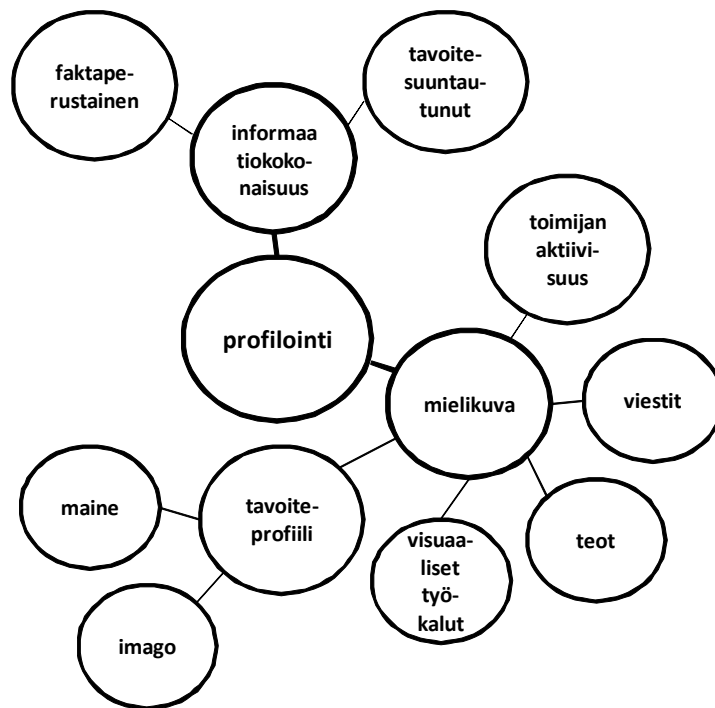 faktape-
rustainen
informaa
tiokoko-
naisuus
tavoite-
suuntau-
tunut
toimijan
aktiivi-
suus
profilointi
mielikuva
viestit
maine
tavoite-
profiili
visuaa-
liset
työ-
kalut
teot
imago